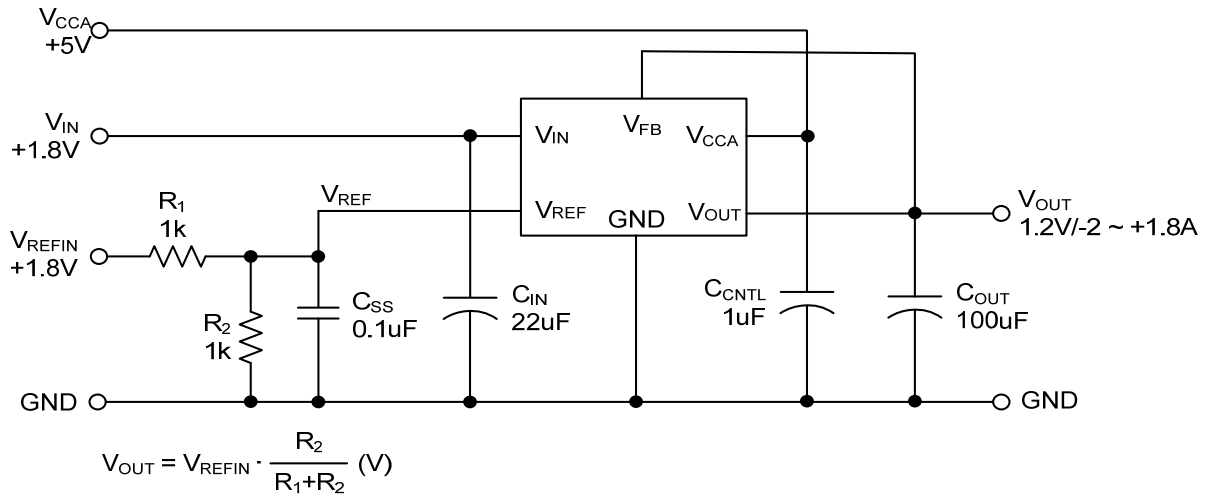 VCCA
+5V
VIN
+1.8V
VREFIN
+1.8V
R1
1k
R2
1k
VREF
CSS
0.1uF
CIN
22uF
VIN
VFB
VCCA
VREF
GND
VOUT
CCNTL
1uF
COUT
100uF
VOUT
1.2V/-2 ~ +1.8A
GND
GND
VOUT = VREFIN · R2 / R1+R2 (V)